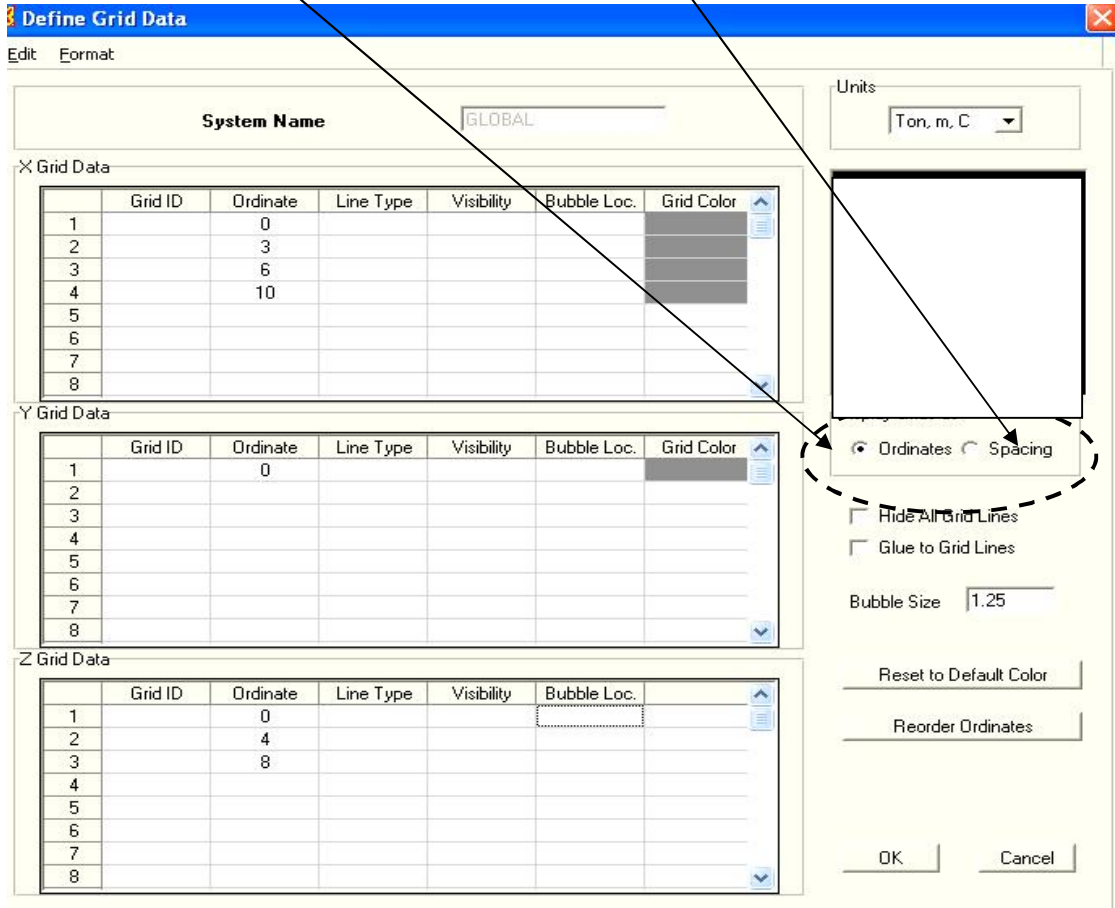 Define Grid Data
Edit Format
System Name GLOBAL
Units
Ton, m, C
X Grid Data
Grid ID Ordinate Line Type Visibility Bubble Loc. Grid Color
1 0
2 3
3 6
4 10
5
6
7
8
Y Grid Data
Grid ID Ordinate Line Type Visibility Bubble Loc. Grid Color
1 0
2
3
4
5
6
7
8
Z Grid Data
Grid ID Ordinate Line Type Visibility Bubble Loc.
1 0
2 4
3 8
4
5
6
7
8
Ordinates Spacing
Hide All Grid Lines
Glue to Grid Lines
Bubble Size 1.25
Reset to Default Color
Reorder Ordinates
OK Cancel